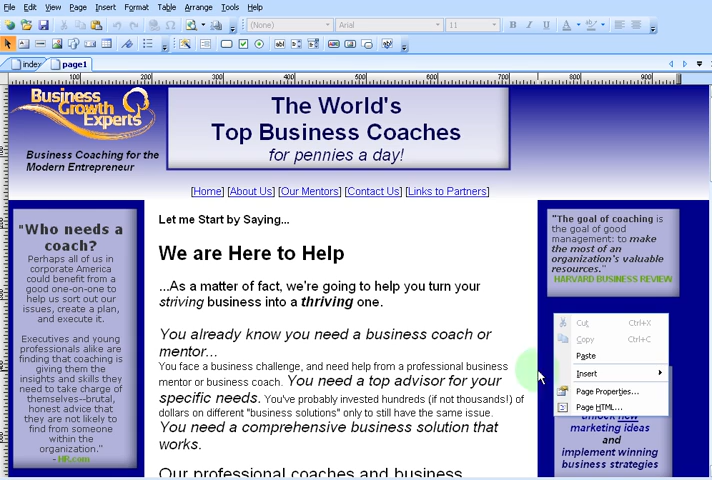 File Edit View Page Insert Format Table Arrange Tools Help
(None) Arial 11 B I U A
index page1
100 200 300 400 500 600 700 800 900
Business
Growth
Experts
Business Coaching for the
Modern Entrepreneur
The World's
Top Business Coaches
for pennies a day!
[Home] [About Us] [Our Mentors] [Contact Us] [Links to Partners]
"Who needs a
coach?
Perhaps all of us in
corporate America
could benefit from a
good one-on-one to
help us sort out our
issues, create a plan,
and execute it.
Executives and young
professionals alike are
finding that coaching is
giving them the
insights and skills they
need to take charge of
themselves--brutal,
honest advice that
they are not likely to
find from someone
within the
organization."
- HR.com
Let me Start by Saying...
We are Here to Help
...As a matter of fact, we're going to help you turn your
striving business into a thriving one.
You already know you need a business coach or
mentor...
You face a business challenge, and need help from a professional business
mentor or business coach. You need a top advisor for your
specific needs. You've probably invested hundreds (if not thousands!) of
dollars on different "business solutions" only to still have the same issue.
You need a comprehensive business solution that
works.
Our professional coaches and business
"The goal of coaching is
the goal of good
management: to make
the most of an
organization's valuable
resources."
HARVARD BUSINESS REVIEW
Cut Ctrl+X
Copy Ctrl+C
Paste
Insert
Page Properties...
Page HTML...
unlock new
marketing ideas
and
implement winning
business strategies